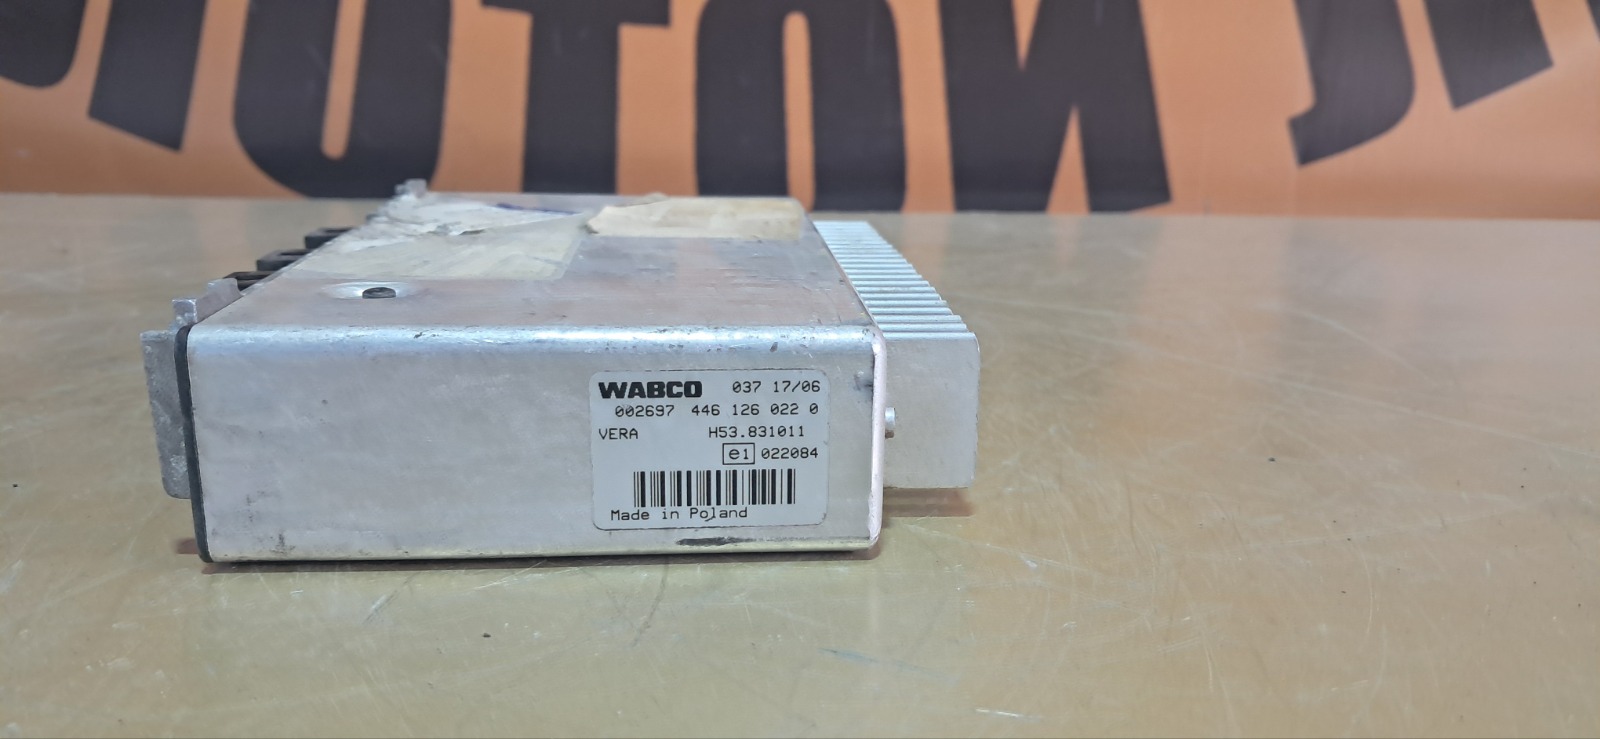 WABCO 037 17/06
002697 446 126 022 0
VERA H53.831011
e1 022084
Made in Poland